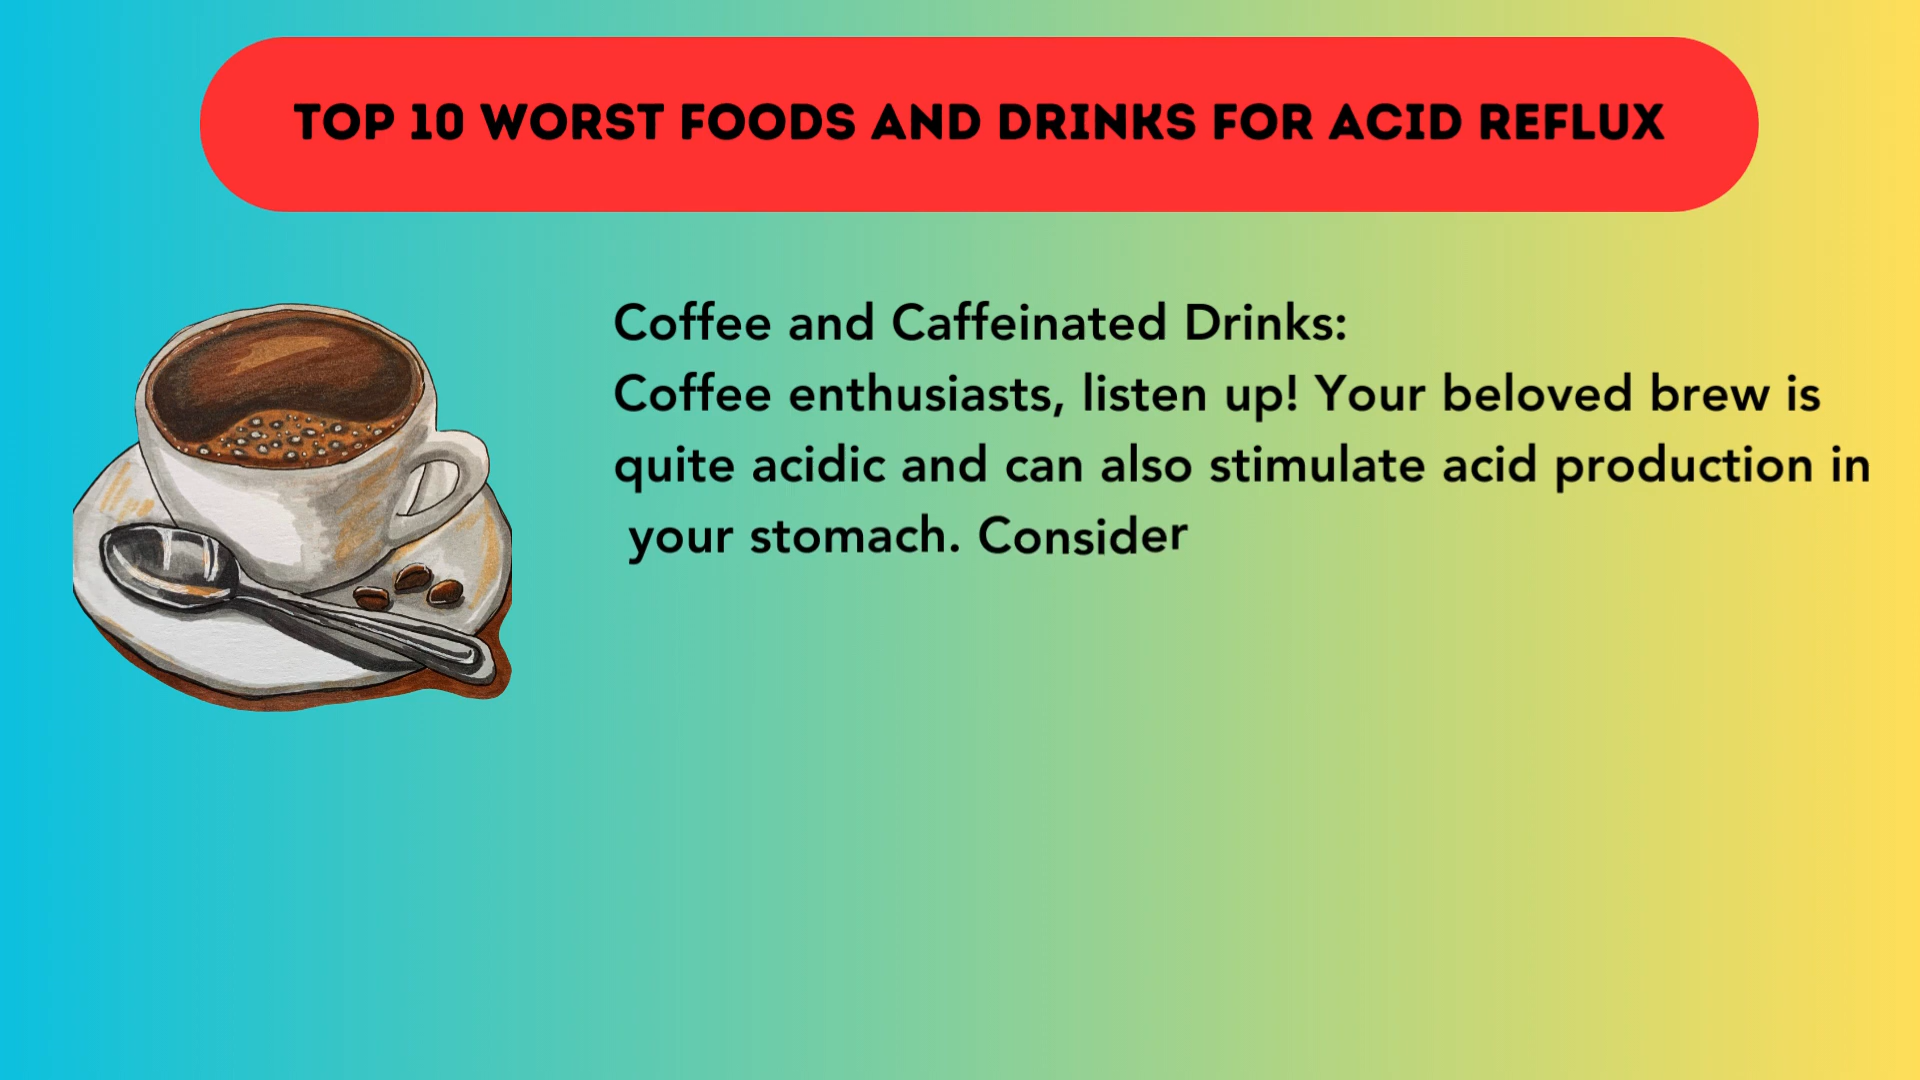 TOP 10 WORST FOODS AND DRINKS FOR ACID REFLUX
Coffee and Caffeinated Drinks:
Coffee enthusiasts, listen up! Your beloved brew is
quite acidic and can also stimulate acid production in
your stomach. Consider